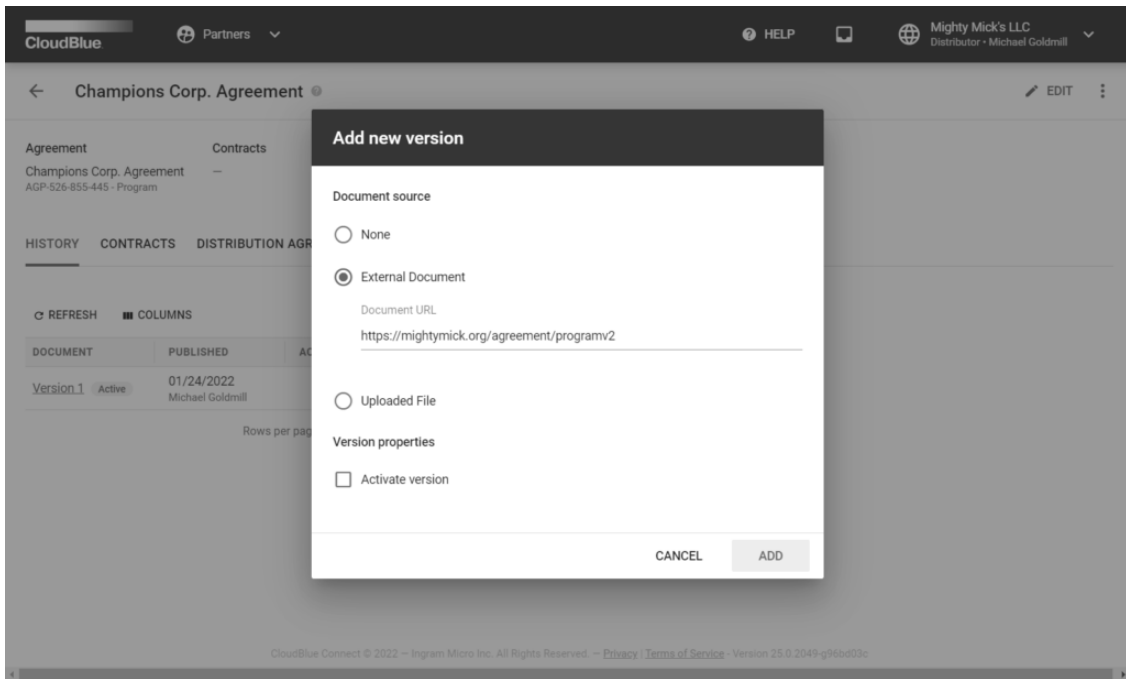 CloudBlue
Partners
HELP
Mighty Mick's LLC
Distributor • Michael Goldmill
Champions Corp. Agreement
EDIT
Agreement
Contracts
Champions Corp. Agreement
—
AGP-526-855-445 - Program
HISTORY CONTRACTS DISTRIBUTION AGR
REFRESH COLUMNS
DOCUMENT PUBLISHED AC
Version 1 Active 01/24/2022
Michael Goldmill
Rows per pag
Add new version
Document source
None
External Document
Document URL
https://mightymick.org/agreement/programv2
Uploaded File
Version properties
Activate version
CANCEL ADD
CloudBlue Connect © 2022 — Ingram Micro Inc. All Rights Reserved. — Privacy | Terms of Service - Version 25.0.2049-g96bd03c